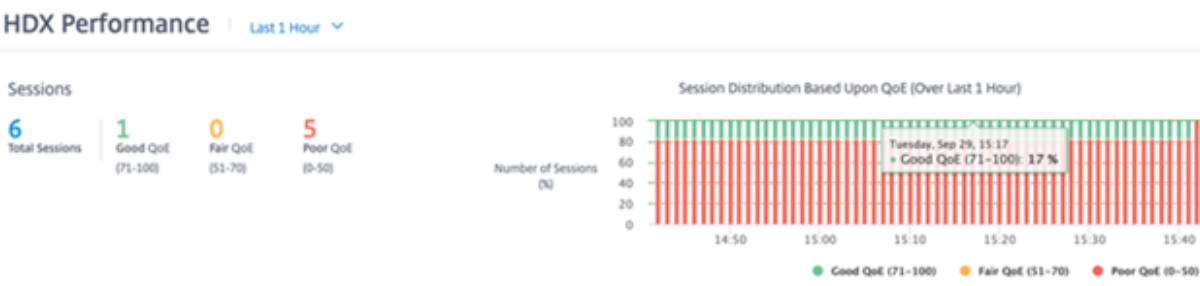 HDX Performance Last 1 Hour
Sessions
6 1 0 5
Total Sessions Good QoE Fair QoE Poor QoE
(71-100) (51-70) (0-50)
Session Distribution Based Upon QoE (Over Last 1 Hour)
Number of Sessions
(%)
100
80
60
40
20
0
Tuesday, Sep 29, 15:17
Good QoE (71-100): 17 %
14:50 15:00 15:10 15:20 15:30 15:40
Good QoE (71-100) Fair QoE (51-70) Poor QoE (0-50)